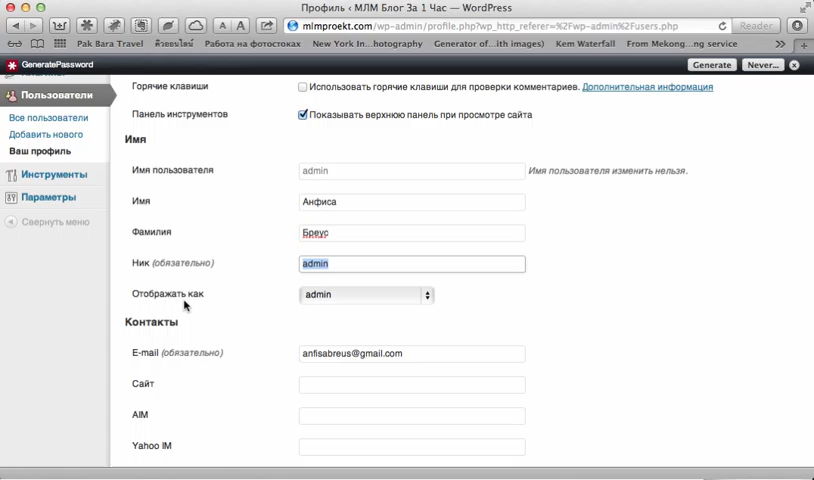 Профиль ‹ МЛМ Блог За 1 Час — WordPress
mlmproekt.com/wp-admin/profile.php?wp_http_referer=%2Fwp-admin%2Fusers.php
Reader
Pak Bara Travel
Работа на фотостоках
New York In...hotography
Generator of...ith images)
Kem Waterfall
From Mekong...ng service
GeneratePassword
Generate
Never...
Пользователи
Все пользователи
Добавить нового
Ваш профиль
Инструменты
Параметры
Свернуть меню
Горячие клавиши
Использовать горячие клавиши для проверки комментариев. Дополнительная информация
Панель инструментов
Показывать верхнюю панель при просмотре сайта
Имя
Имя пользователя admin Имя пользователя изменить нельзя.
Имя Анфиса
Фамилия Бреус
Ник (обязательно) admin
Отображать как admin
Контакты
E-mail (обязательно) anfisabreus@gmail.com
Сайт
AIM
Yahoo IM